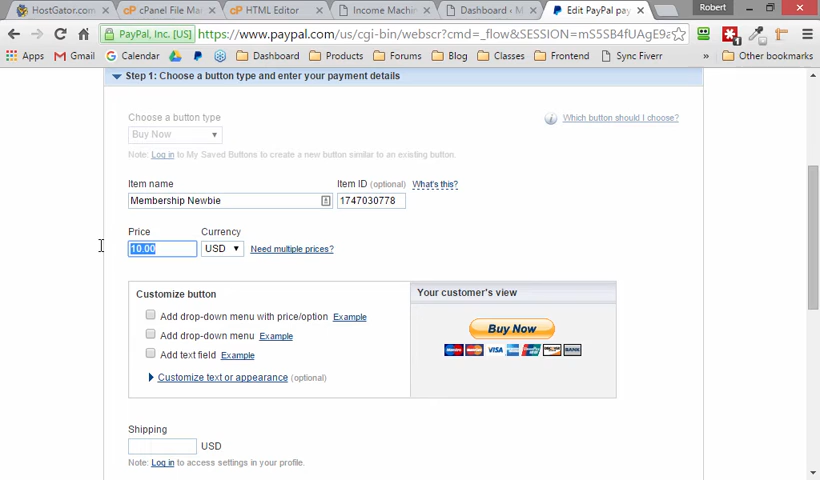 HostGator.com
cPanel File Ma
HTML Editor
Income Machin
Dashboard ‹ M
Edit PayPal pay
Robert
PayPal, Inc. [US]
https://www.paypal.com/us/cgi-bin/webscr?cmd=_flow&SESSION=mS5SB4fUAgE9a
Apps
Gmail
Calendar
Dashboard
Products
Forums
Blog
Classes
Frontend
Sync Fiverr
»
Other bookmarks
Step 1: Choose a button type and enter your payment details
Choose a button type
Which button should I choose?
Buy Now
Note: Log in to My Saved Buttons to create a new button similar to an existing button.
Item name
Item ID (optional) What's this?
Membership Newbie
1747030778
Price
Currency
10.00
USD
Need multiple prices?
Customize button
Your customer's view
Add drop-down menu with price/option Example
Add drop-down menu Example
Add text field Example
Customize text or appearance (optional)
Buy Now
VISA
BANK
Shipping
USD
Note: Log in to access settings in your profile.